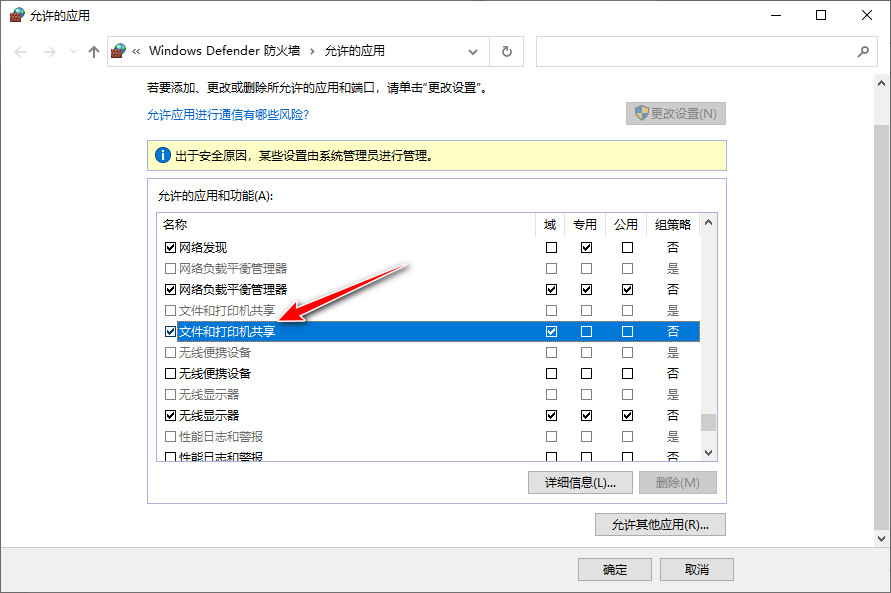 允许的应用
« Windows Defender 防火墙 › 允许的应用
若要添加、更改或删除所允许的应用和端口，请单击“更改设置”。
允许应用进行通信有哪些风险?
更改设置(N)
出于安全原因，某些设置由系统管理员进行管理。
允许的应用和功能(A):
名称 域 专用 公用 组策略
网络发现 否
网络负载平衡管理器 是
网络负载平衡管理器 否
文件和打印机共享 是
文件和打印机共享 否
无线便携设备 是
无线便携设备 否
无线显示器 是
无线显示器 否
性能日志和警报 是
性能日志和警报 否
详细信息(L)... 删除(M)
允许其他应用(R)...
确定 取消